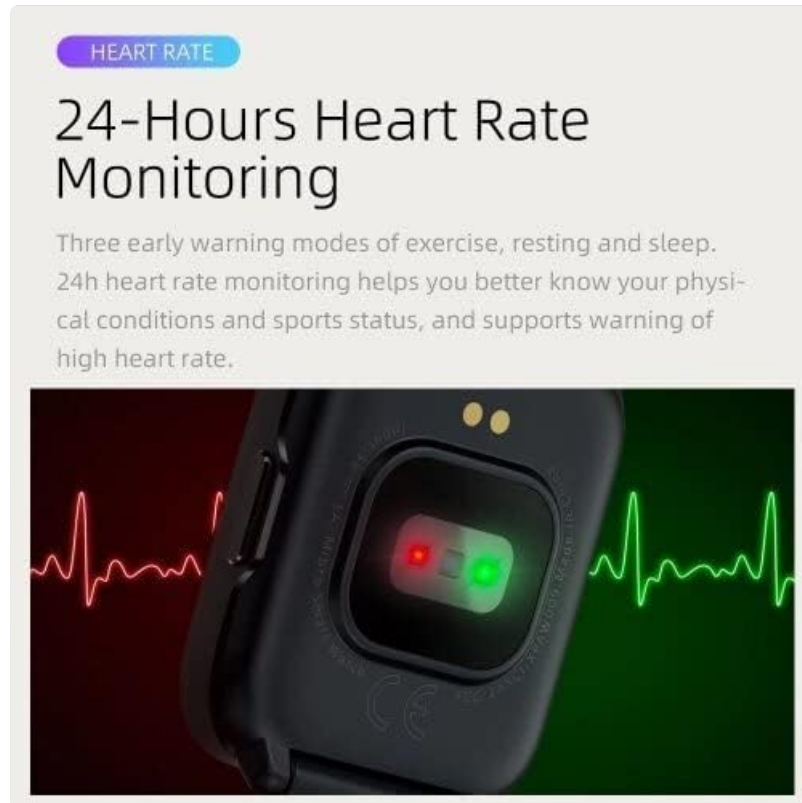 HEART RATE
24-Hours Heart Rate
Monitoring
Three early warning modes of exercise, resting and sleep.
24h heart rate monitoring helps you better know your physi-
cal conditions and sports status, and supports warning of
high heart rate.
CE